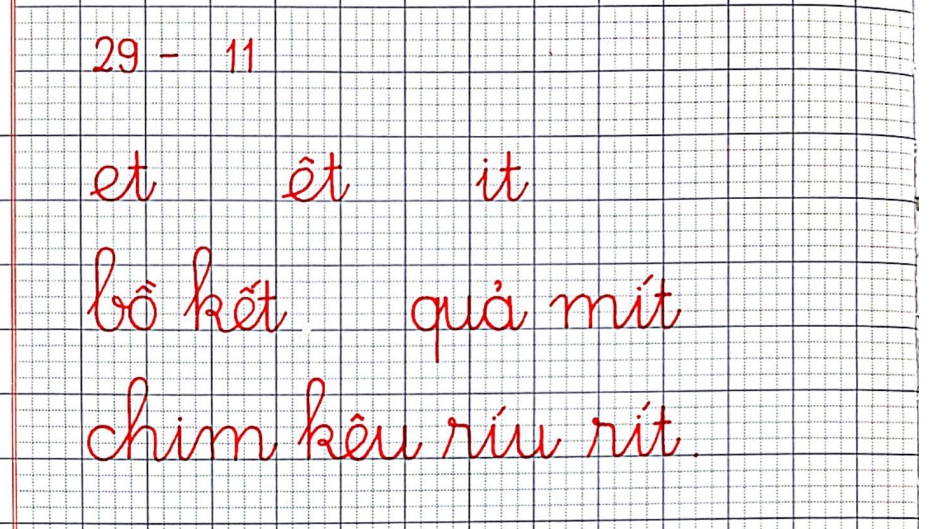 29 - 11
et êt it
bồ kết quả mít
chim kêu ríu rít.